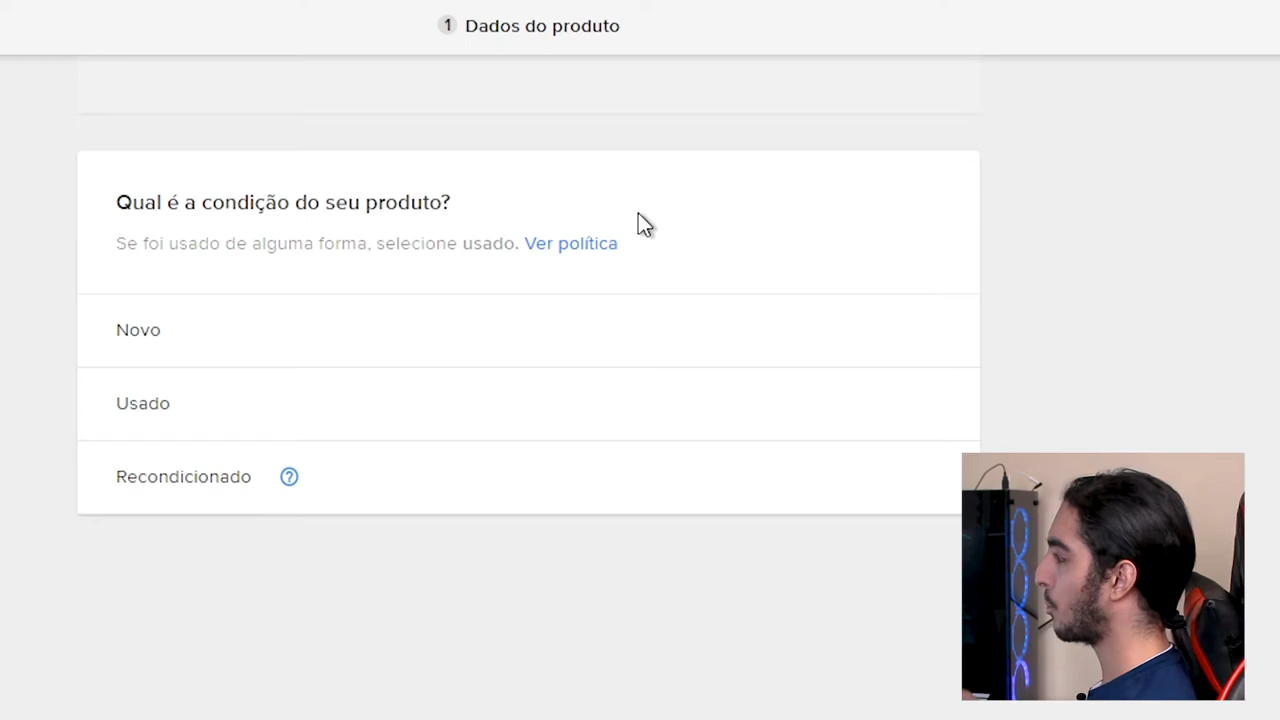 1 Dados do produto
Qual é a condição do seu produto?
Se foi usado de alguma forma, selecione usado. Ver política
Novo
Usado
Recondicionado ?